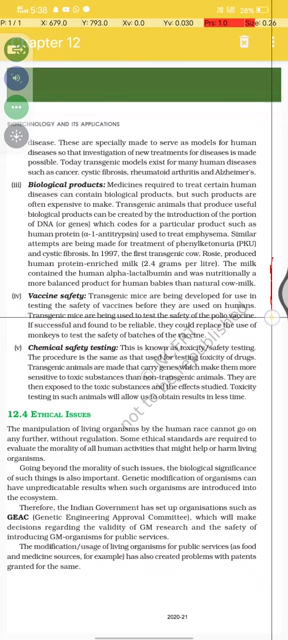 P: 1 / 1 X: 679.0 Y: 793.0 Xv: 0.0 Yv: 0.030 Prs: 1.0 Size: 0.26
5:38 28%
apter 12
BIOTECHNOLOGY AND ITS APPLICATIONS
disease. These are specially made to serve as models for human
diseases so that investigation of new treatments for diseases is made
possible. Today transgenic models exist for many human diseases
such as cancer, cystic fibrosis, rheumatoid arthritis and Alzheimer's.
(iii) Biological products: Medicines required to treat certain human
diseases can contain biological products, but such products are
often expensive to make. Transgenic animals that produce useful
biological products can be created by the introduction of the portion
of DNA (or genes) which codes for a particular product such as
human protein (α-1-antitrypsin) used to treat emphysema. Similar
attempts are being made for treatment of phenylketonuria (PKU)
and cystic fibrosis. In 1997, the first transgenic cow, Rosie, produced
human protein-enriched milk (2.4 grams per litre). The milk
contained the human alpha-lactalbumin and was nutritionally a
more balanced product for human babies than natural cow-milk.
(iv) Vaccine safety: Transgenic mice are being developed for use in
testing the safety of vaccines before they are used on humans.
Transgenic mice are being used to test the safety of the polio vaccine.
If successful and found to be reliable, they could replace the use of
monkeys to test the safety of batches of the vaccine.
(v) Chemical safety testing: This is known as toxicity/safety testing.
The procedure is the same as that used for testing toxicity of drugs.
Transgenic animals are made that carry genes which make them more
sensitive to toxic substances than non-transgenic animals. They are
then exposed to the toxic substances and the effects studied. Toxicity
testing in such animals will allow us to obtain results in less time.
12.4 ETHICAL ISSUES
The manipulation of living organisms by the human race cannot go on
any further, without regulation. Some ethical standards are required to
evaluate the morality of all human activities that might help or harm living
organisms.
Going beyond the morality of such issues, the biological significance
of such things is also important. Genetic modification of organisms can
have unpredictable results when such organisms are introduced into
the ecosystem.
Therefore, the Indian Government has set up organisations such as
GEAC (Genetic Engineering Approval Committee), which will make
decisions regarding the validity of GM research and the safety of
introducing GM-organisms for public services.
The modification/usage of living organisms for public services (as food
and medicine sources, for example) has also created problems with patents
granted for the same.
2020-21